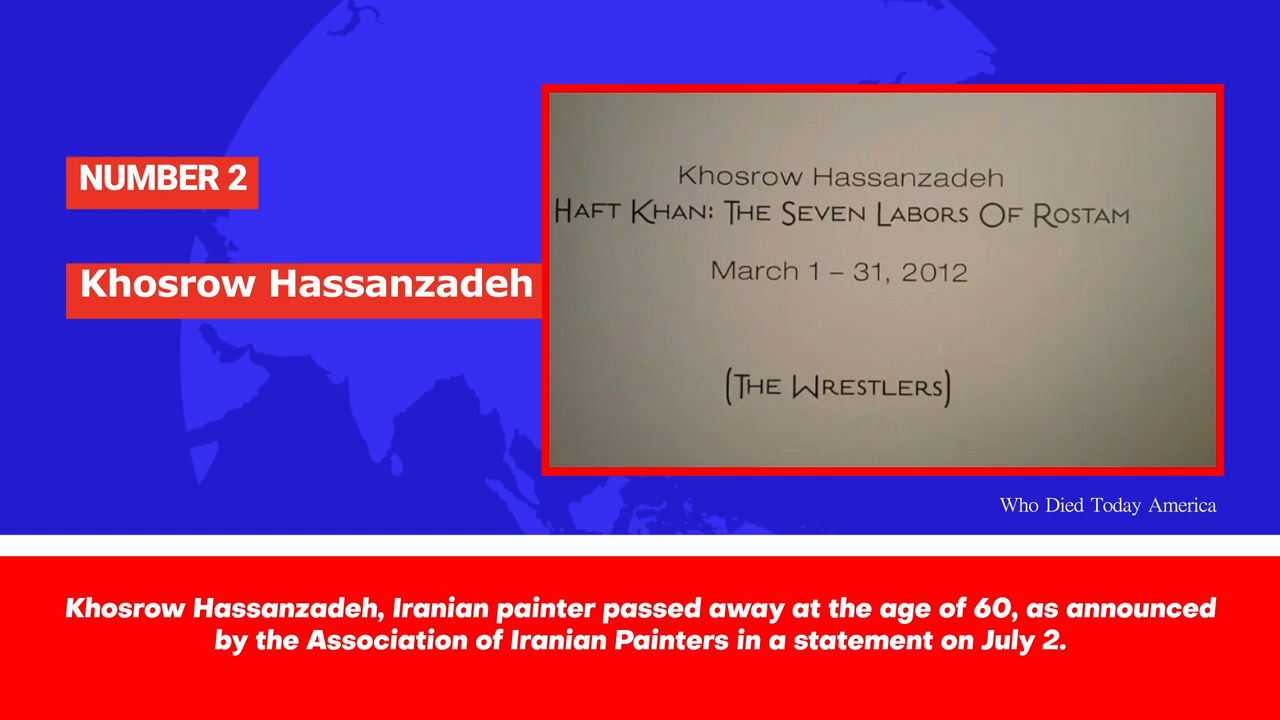 NUMBER 2
Khosrow Hassanzadeh
Khosrow Hassanzadeh
HAFT KHAN: THE SEVEN LABORS OF ROSTAM
March 1 – 31, 2012
(THE WRESTLERS)
Who Died Today America
Khosrow Hassanzadeh, Iranian painter passed away at the age of 60, as announced
by the Association of Iranian Painters in a statement on July 2.